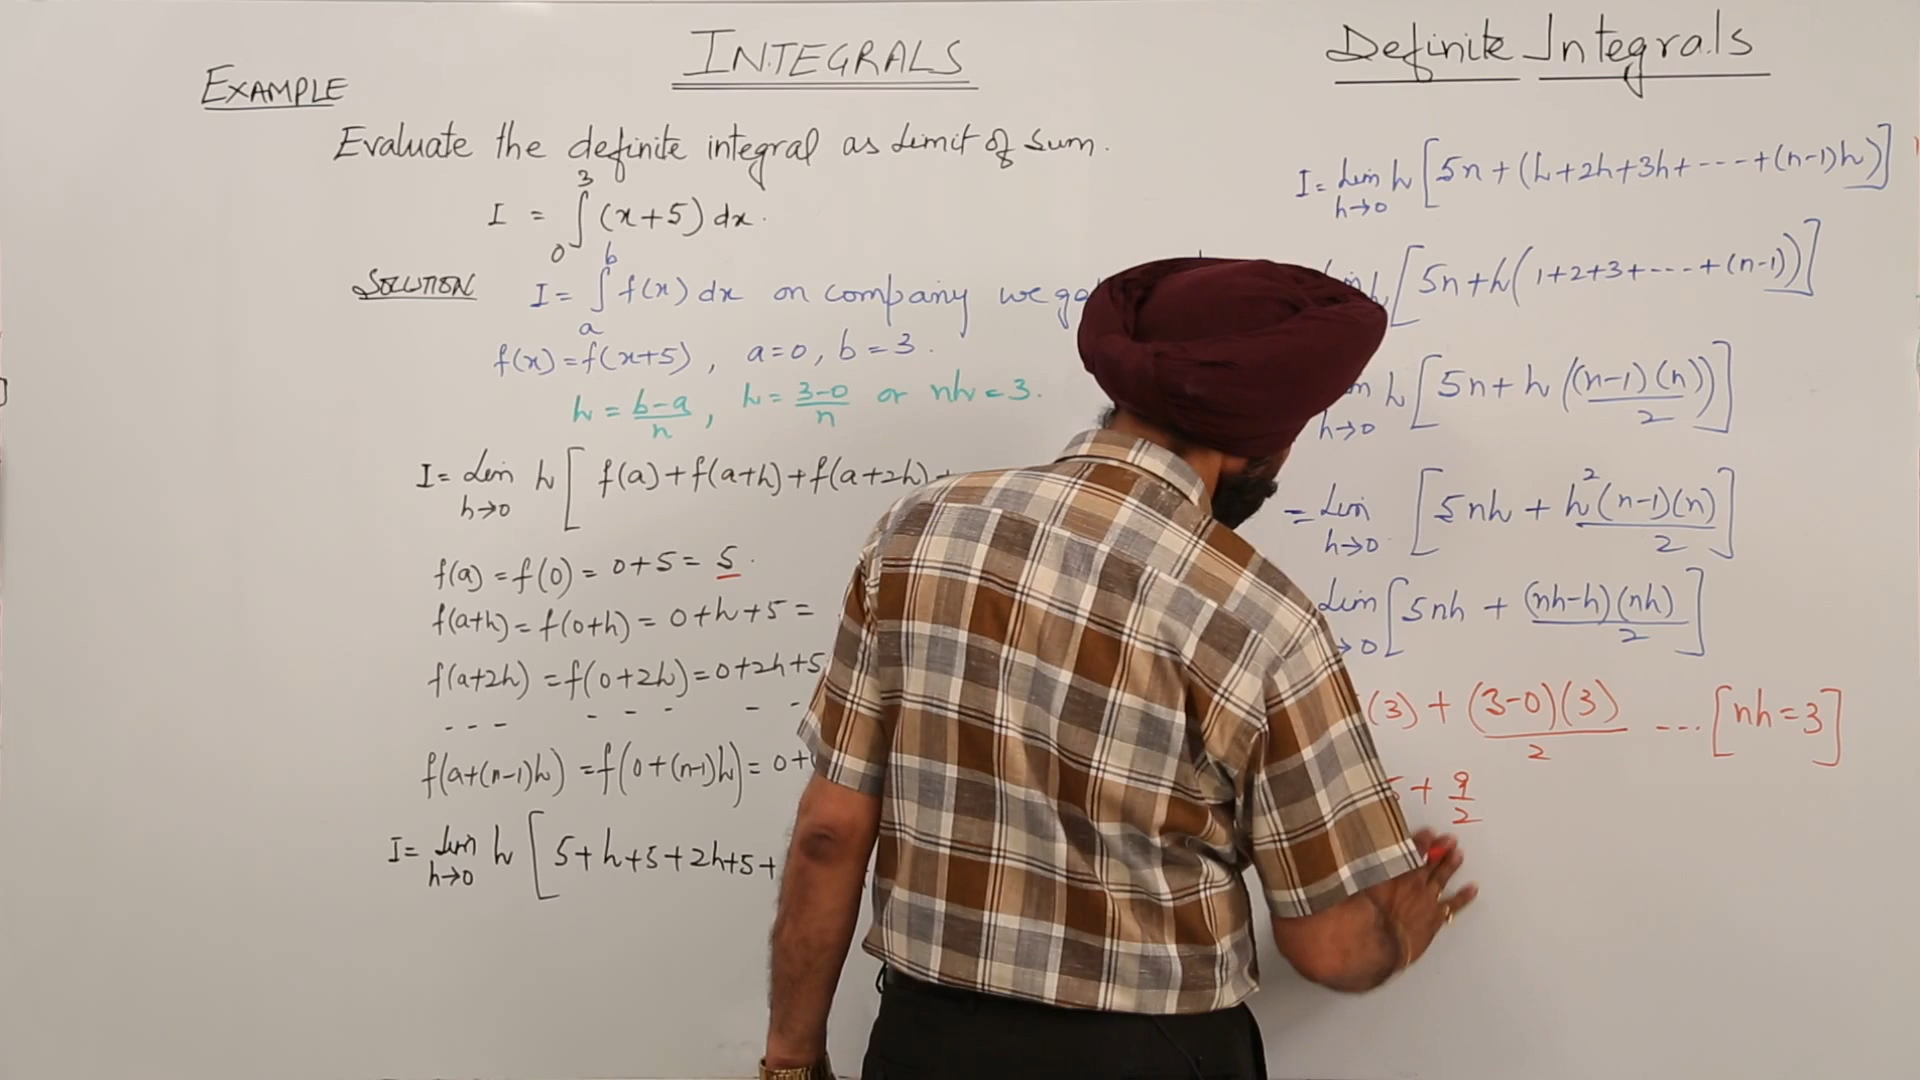 INTEGRALS
Definite Integrals
EXAMPLE
Evaluate the definite integral as Limit of Sum.
I = ∫₀³ (x+5) dx.
SOLUTION I = ∫ₐᵇ f(x) dx on company we
f(x) = f(x+5), a=0, b=3.
h = (b-a)/n, h = (3-0)/n or nh = 3.
I = Lim h→0 h [ f(a)+f(a+h)+f(a+2h)+
f(a) = f(0) = 0+5 = 5.
f(a+h) = f(0+h) = 0+h+5 =
f(a+2h) = f(0+2h) = 0+2h+5
--- --- --
f(a+(n-1)h) = f(0+(n-1)h) = 0+
I = Lim h→0 h [ 5+h+5+2h+5+
I = Lim h→0 h [5n+(h+2h+3h+----+(n-1)h)]
h [5n+h(1+2+3+----+(n-1))]
h→0 h [5n+h((n-1)(n)/2)]
= Lim h→0 [5nh + h²(n-1)(n)/2]
Lim →0 [5nh + (nh-h)(nh)/2]
(3) + (3-0)(3)/2 ---- [nh=3]
+ 9/2